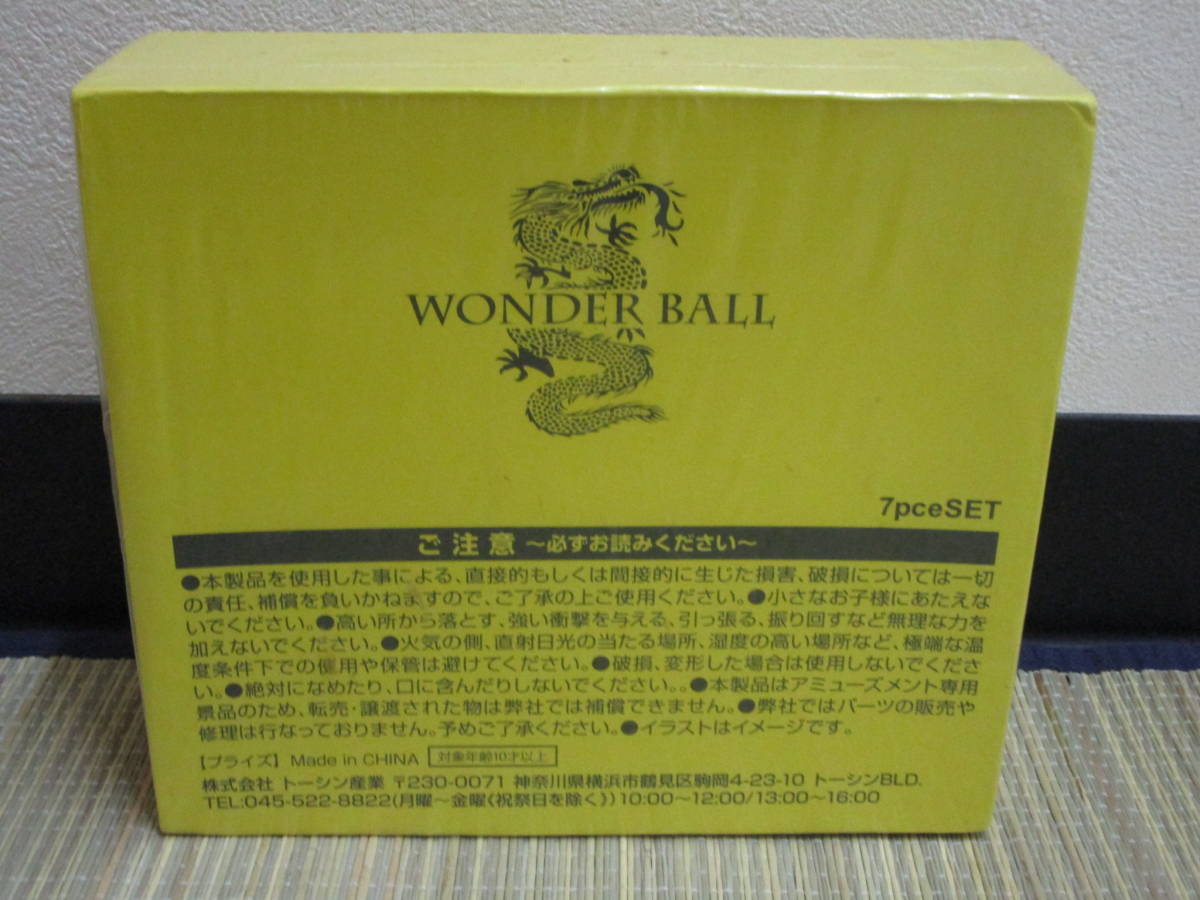 WONDER BALL
7pceSET
ご注意 〜必ずお読みください〜
●本製品を使用した事による、直接的もしくは間接的に生じた損害、破損については一切
の責任、補償を負いかねますので、ご了承の上ご使用ください。●小さなお子様にあたえな
いでください。●高い所から落とす、強い衝撃を与える、引っ張る、振り回すなど無理な力を
加えないでください。●火気の側、直射日光の当たる場所、湿度の高い場所など、極端な温
度条件下での催用や保管は避けてください。●破損、変形した場合は使用しないでくださ
い。●絶対になめたり、口に含んだりしないでください。。●本製品はアミューズメント専用
景品のため、転売・譲渡された物は弊社では補償できません。●弊社ではパーツの販売や
修理は行なっておりません。予めご了承ください。●イラストはイメージです。
【プライズ】 Made in CHINA 対象年齢10才以上
株式会社 トーシン産業 〒230-0071 神奈川県横浜市鶴見区駒岡4-23-10 トーシンBLD.
TEL:045-522-8822(月曜〜金曜《祝祭日を除く》)10:00〜12:00/13:00〜16:00